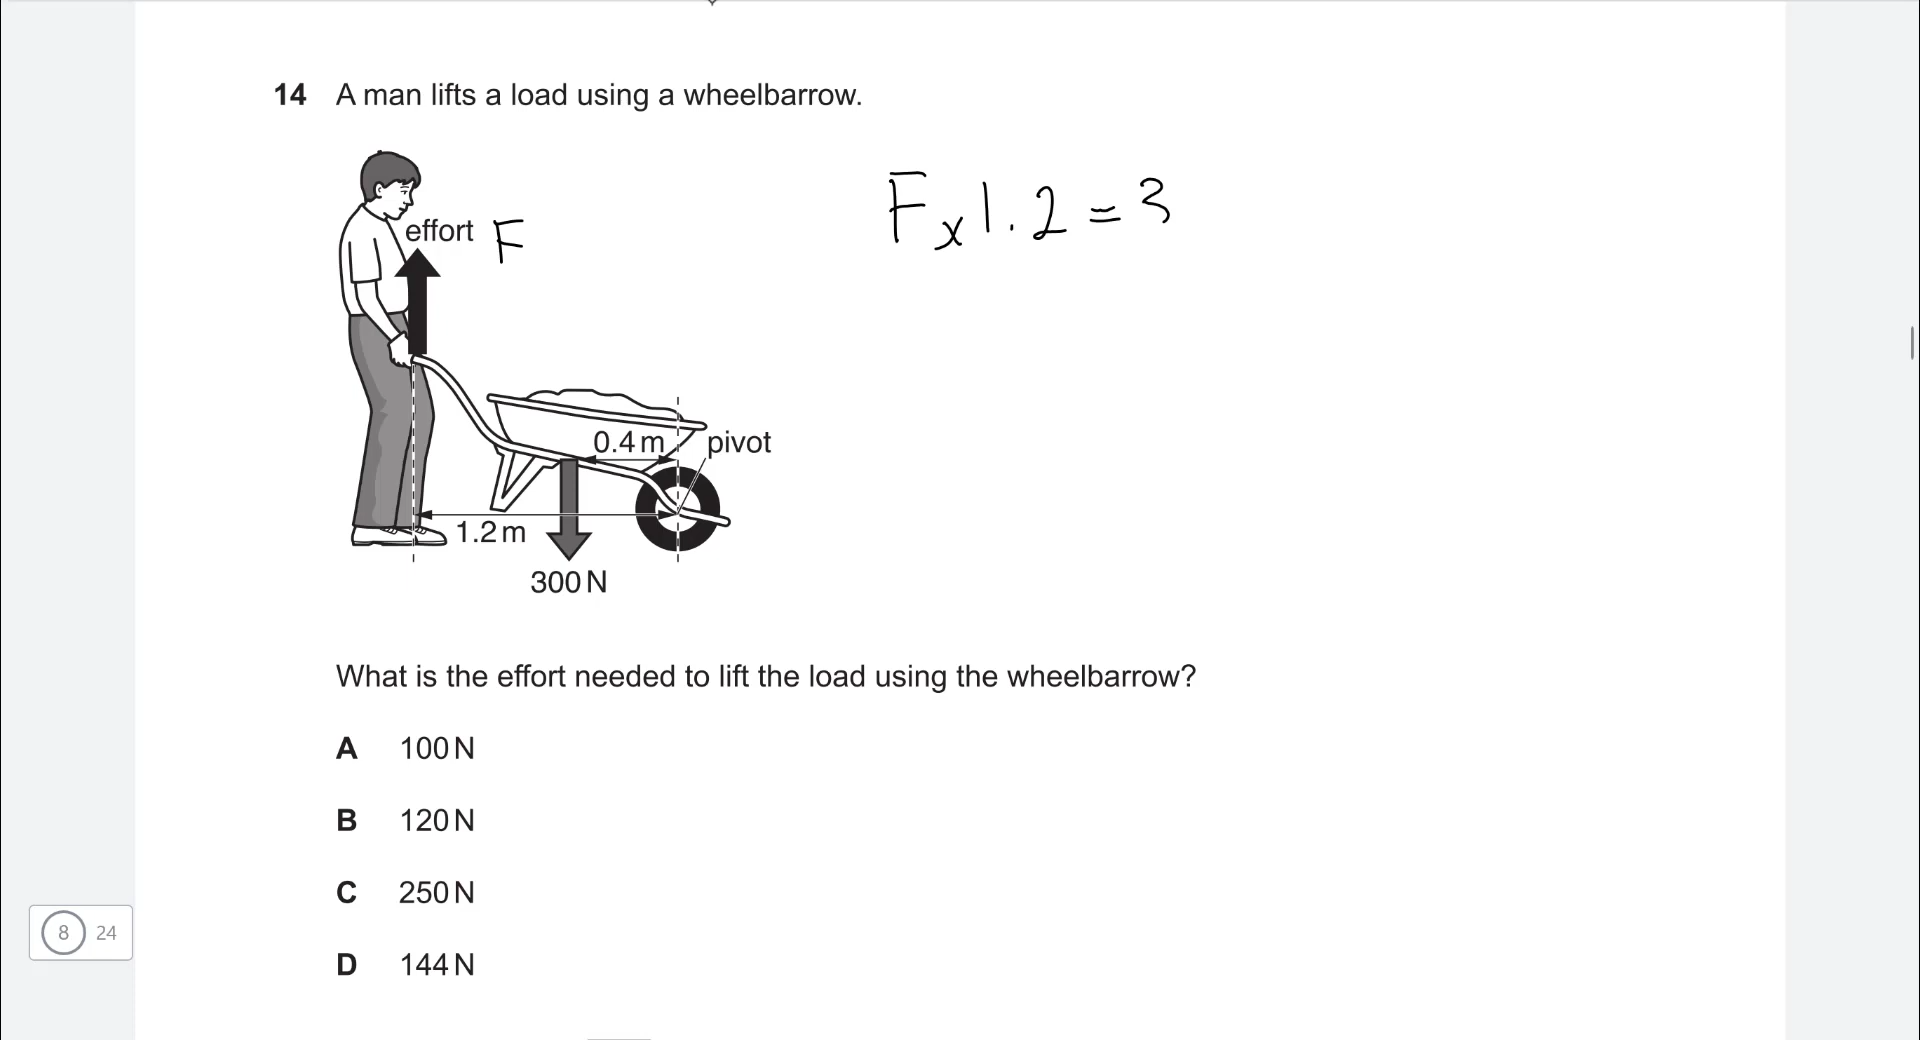 14 A man lifts a load using a wheelbarrow.
F x 1.2 = 3
effort F
0.4 m pivot
1.2 m
300 N
What is the effort needed to lift the load using the wheelbarrow?
A 100 N
B 120 N
C 250 N
D 144 N
8 24